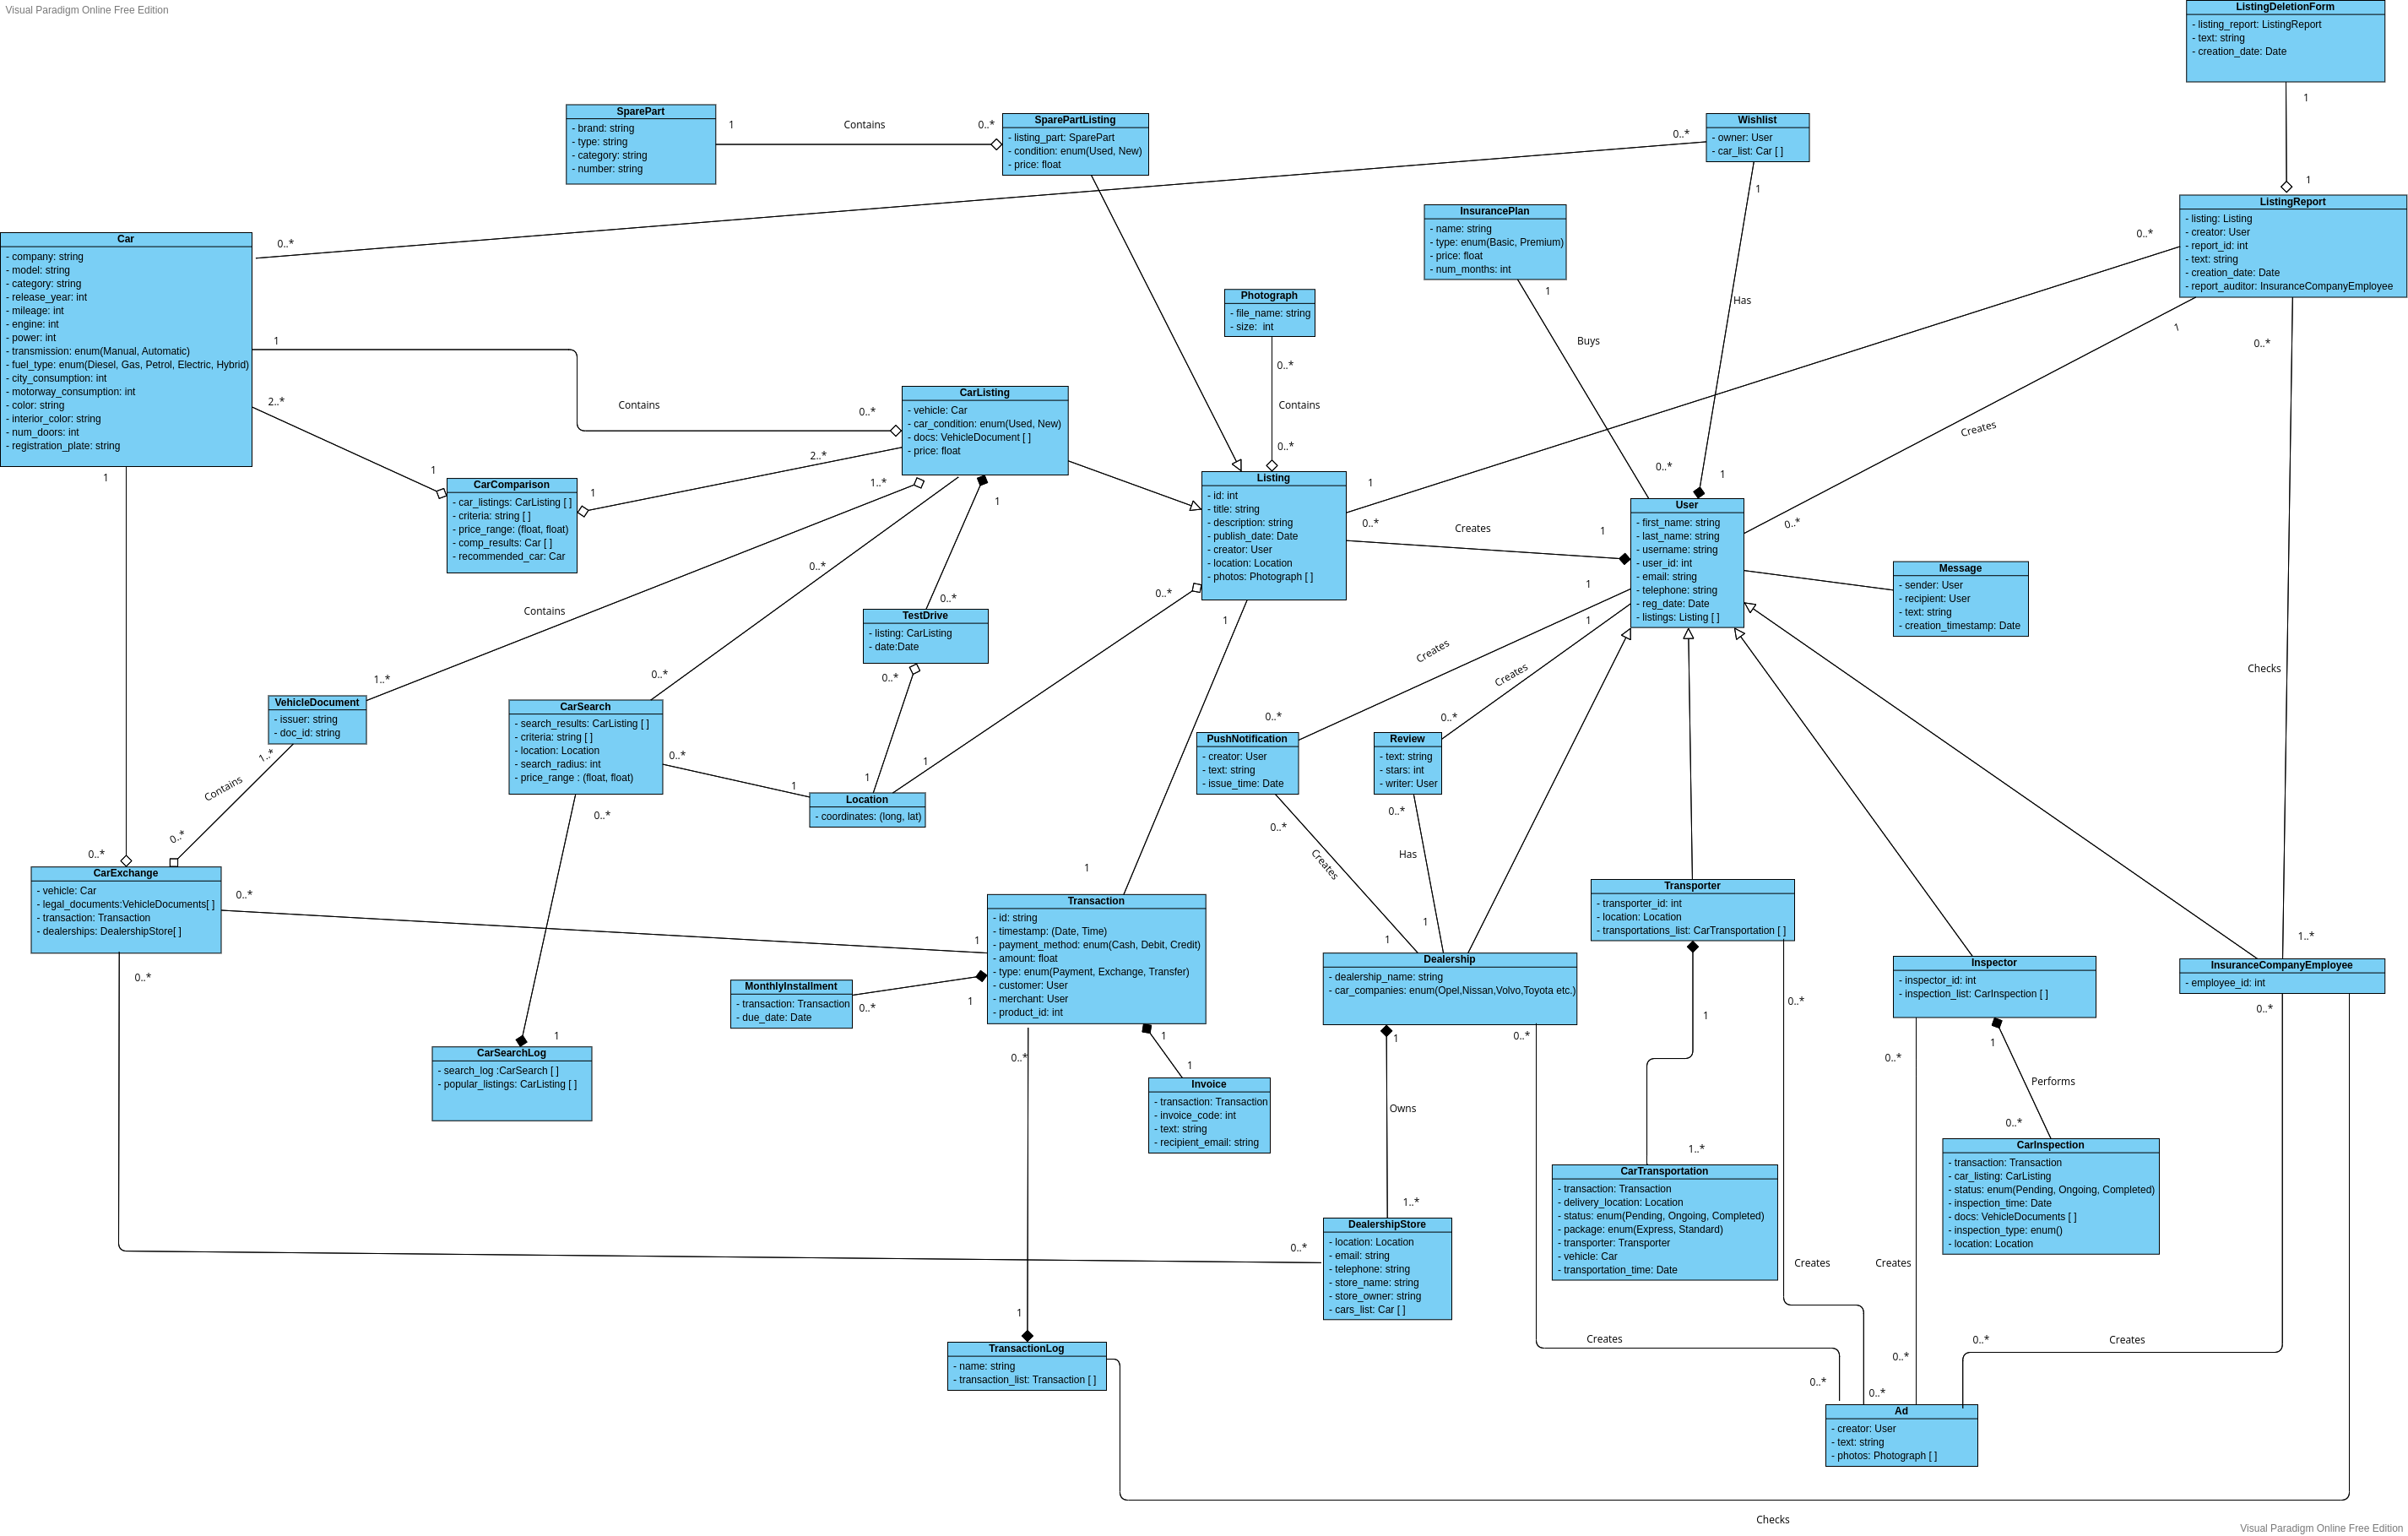 Visual Paradigm Online Free Edition
ListingDeletionForm
- listing_report: ListingReport
- text: string
- creation_date: Date
1
1
SparePart
- brand: string
- type: string
- category: string
- number: string
1
Contains
0..*
SparePartListing
- listing_part: SparePart
- condition: enum(Used, New)
- price: float
0..*
Wishlist
- owner: User
- car_list: Car [ ]
1
Has
1
InsurancePlan
- name: string
- type: enum(Basic, Premium)
- price: float
- num_months: int
1
Buys
0..*
ListingReport
- listing: Listing
- creator: User
- report_id: int
- text: string
- creation_date: Date
- report_auditor: InsuranceCompanyEmployee
0..*
1
0..*
Creates
0..*
Checks
1..*
Car
- company: string
- model: string
- category: string
- release_year: int
- mileage: int
- engine: int
- power: int
- transmission: enum(Manual, Automatic)
- fuel_type: enum(Diesel, Gas, Petrol, Electric, Hybrid)
- city_consumption: int
- motorway_consumption: int
- color: string
- interior_color: string
- num_doors: int
- registration_plate: string
0..*
1
2..*
1
Contains
0..*
Photograph
- file_name: string
- size:  int
0..*
Contains
0..*
CarListing
- vehicle: Car
- car_condition: enum(Used, New)
- docs: VehicleDocument [ ]
- price: float
2..*
1..*
1
0..*
CarComparison
- car_listings: CarListing [ ]
- criteria: string [ ]
- price_range: (float, float)
- comp_results: Car [ ]
- recommended_car: Car
1
1
Listing
- id: int
- title: string
- description: string
- publish_date: Date
- creator: User
- location: Location
- photos: Photograph [ ]
1
0..*
Creates
1
0..*
1
User
- first_name: string
- last_name: string
- username: string
- user_id: int
- email: string
- telephone: string
- reg_date: Date
- listings: Listing [ ]
1
1
Message
- sender: User
- recipient: User
- text: string
- creation_timestamp: Date
Contains
1..*
0..*
TestDrive
- listing: CarListing
- date:Date
0..*
1
1
Creates
Creates
0..*
0..*
VehicleDocument
- issuer: string
- doc_id: string
1..*
Contains
0..*
0..*
CarSearch
- search_results: CarListing [ ]
- criteria: string [ ]
- location: Location
- search_radius: int
- price_range : (float, float)
0..*
1
0..*
Location
- coordinates: (long, lat)
PushNotification
- creator: User
- text: string
- issue_time: Date
0..*
Creates
1
Review
- text: string
- stars: int
- writer: User
0..*
Has
1
0..*
CarExchange
- vehicle: Car
- legal_documents:VehicleDocuments[ ]
- transaction: Transaction
- dealerships: DealershipStore[ ]
0..*
0..*
1
1
Transaction
- id: string
- timestamp: (Date, Time)
- payment_method: enum(Cash, Debit, Credit)
- amount: float
- type: enum(Payment, Exchange, Transfer)
- customer: User
- merchant: User
- product_id: int
1
1
0..*
1
MonthlyInstallment
- transaction: Transaction
- due_date: Date
0..*
CarSearchLog
- search_log :CarSearch [ ]
- popular_listings: CarListing [ ]
1
Invoice
- transaction: Transaction
- invoice_code: int
- text: string
- recipient_email: string
Dealership
- dealership_name: string
- car_companies: enum(Opel,Nissan,Volvo,Toyota etc.)
1
0..*
Owns
1..*
Transporter
- transporter_id: int
- location: Location
- transportations_list: CarTransportation [ ]
1
0..*
1..*
Inspector
- inspector_id: int
- inspection_list: CarInspection [ ]
0..*
1
Performs
0..*
InsuranceCompanyEmployee
- employee_id: int
0..*
CarInspection
- transaction: Transaction
- car_listing: CarListing
- status: enum(Pending, Ongoing, Completed)
- inspection_time: Date
- docs: VehicleDocuments [ ]
- inspection_type: enum()
- location: Location
CarTransportation
- transaction: Transaction
- delivery_location: Location
- status: enum(Pending, Ongoing, Completed)
- package: enum(Express, Standard)
- transporter: Transporter
- vehicle: Car
- transportation_time: Date
0..*
DealershipStore
- location: Location
- email: string
- telephone: string
- store_name: string
- store_owner: string
- cars_list: Car [ ]
Creates
Creates
1
Creates
0..*
0..*
0..*
0..*
Creates
TransactionLog
- name: string
- transaction_list: Transaction [ ]
Ad
- creator: User
- text: string
- photos: Photograph [ ]
Checks
Visual Paradigm Online Free Edition